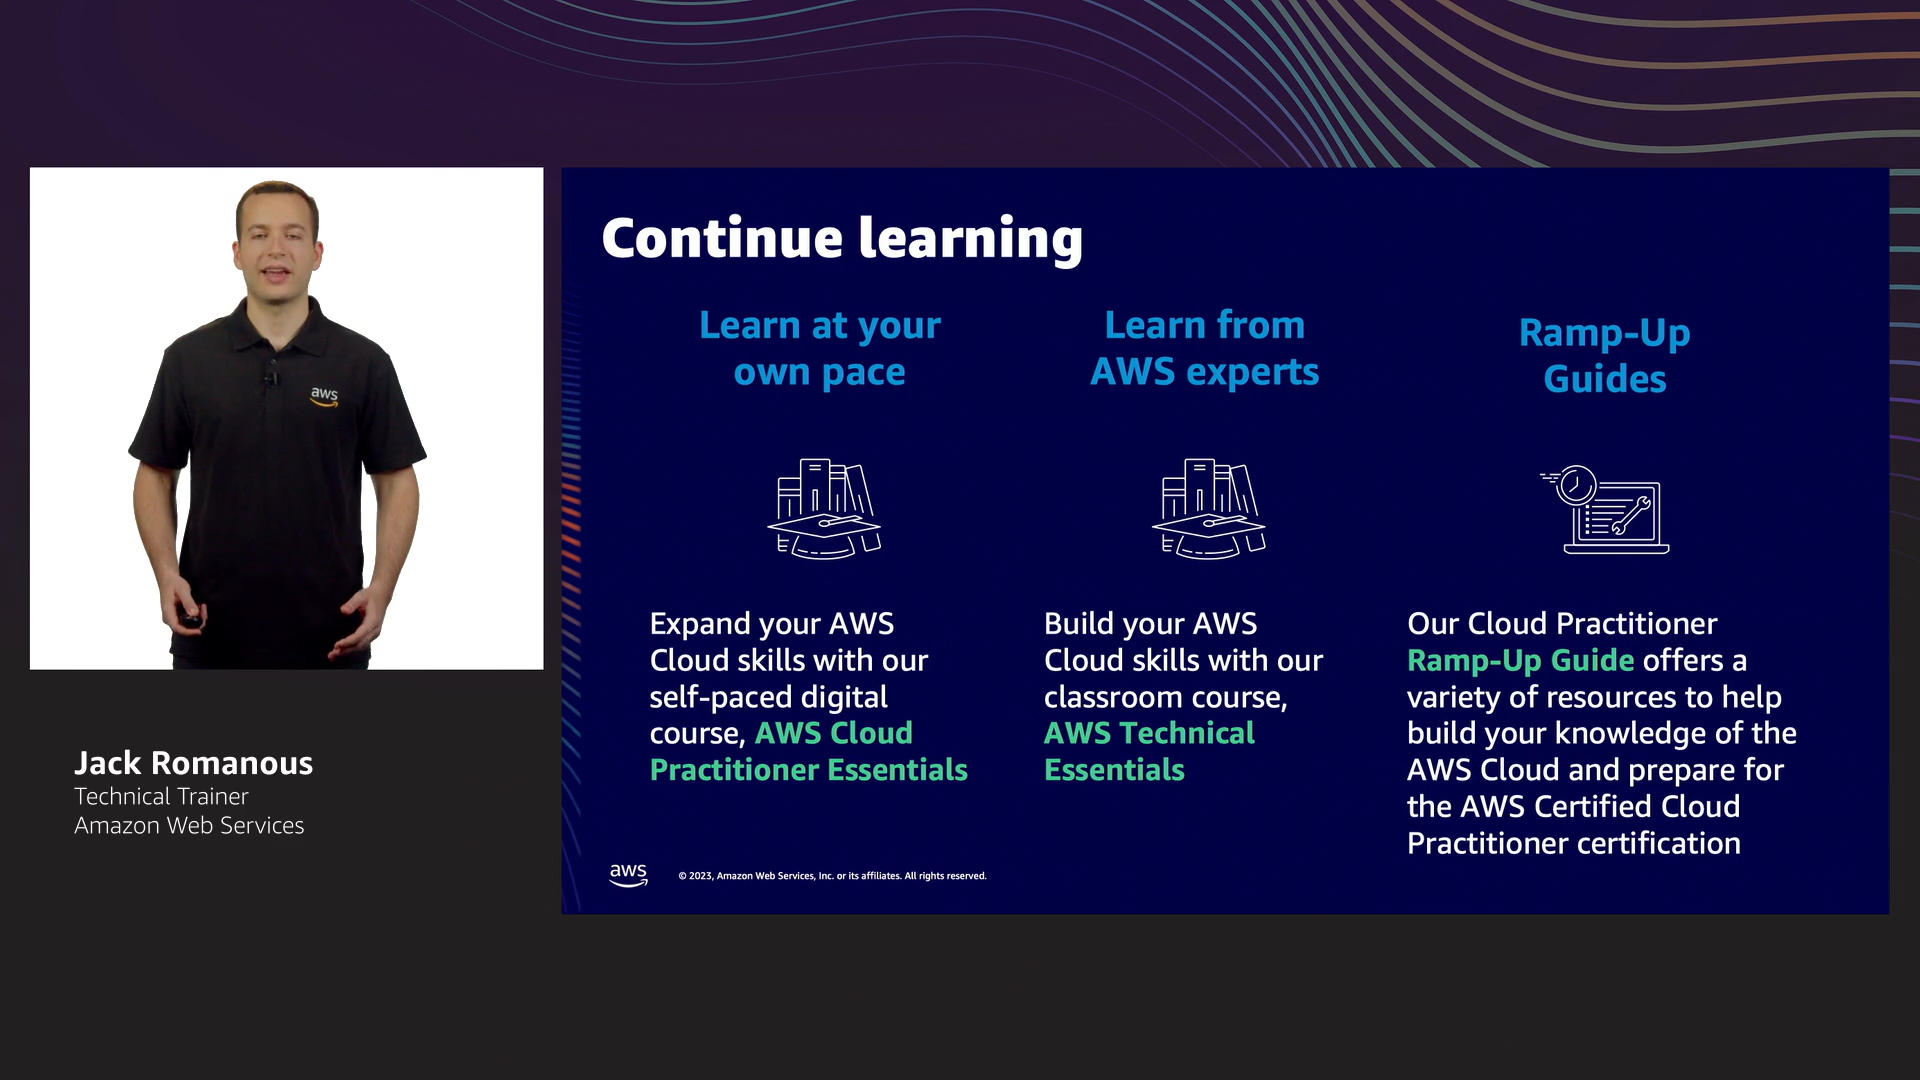 Continue learning
Learn at your
own pace
Learn from
AWS experts
Ramp-Up
Guides
aws
Expand your AWS
Cloud skills with our
self-paced digital
course, AWS Cloud
Practitioner Essentials
Build your AWS
Cloud skills with our
classroom course,
AWS Technical
Essentials
Our Cloud Practitioner
Ramp-Up Guide offers a
variety of resources to help
build your knowledge of the
AWS Cloud and prepare for
the AWS Certified Cloud
Practitioner certification
Jack Romanous
Technical Trainer
Amazon Web Services
aws
© 2023, Amazon Web Services, Inc. or its affiliates. All rights reserved.